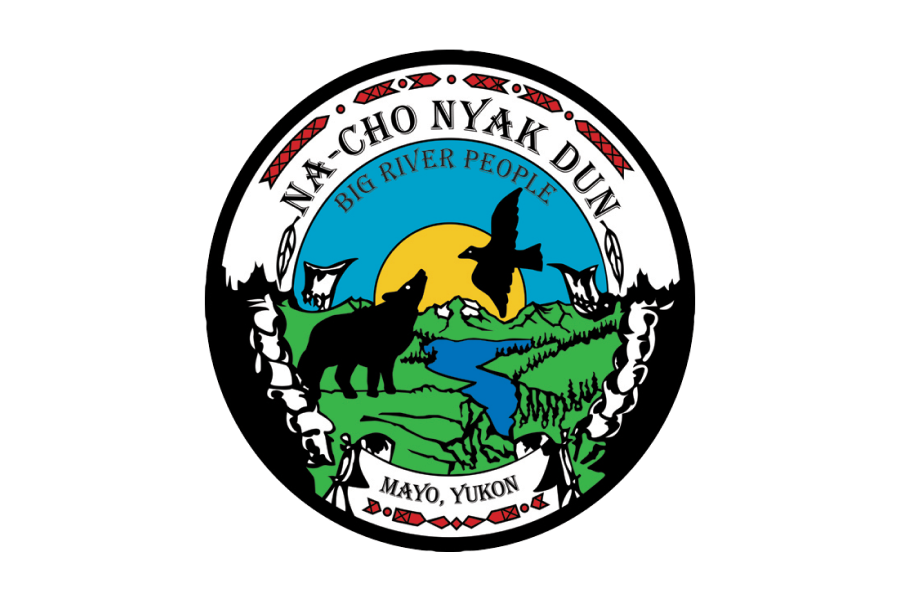 NA-CHO NYAK DUN
BIG RIVER PEOPLE
MAYO, YUKON